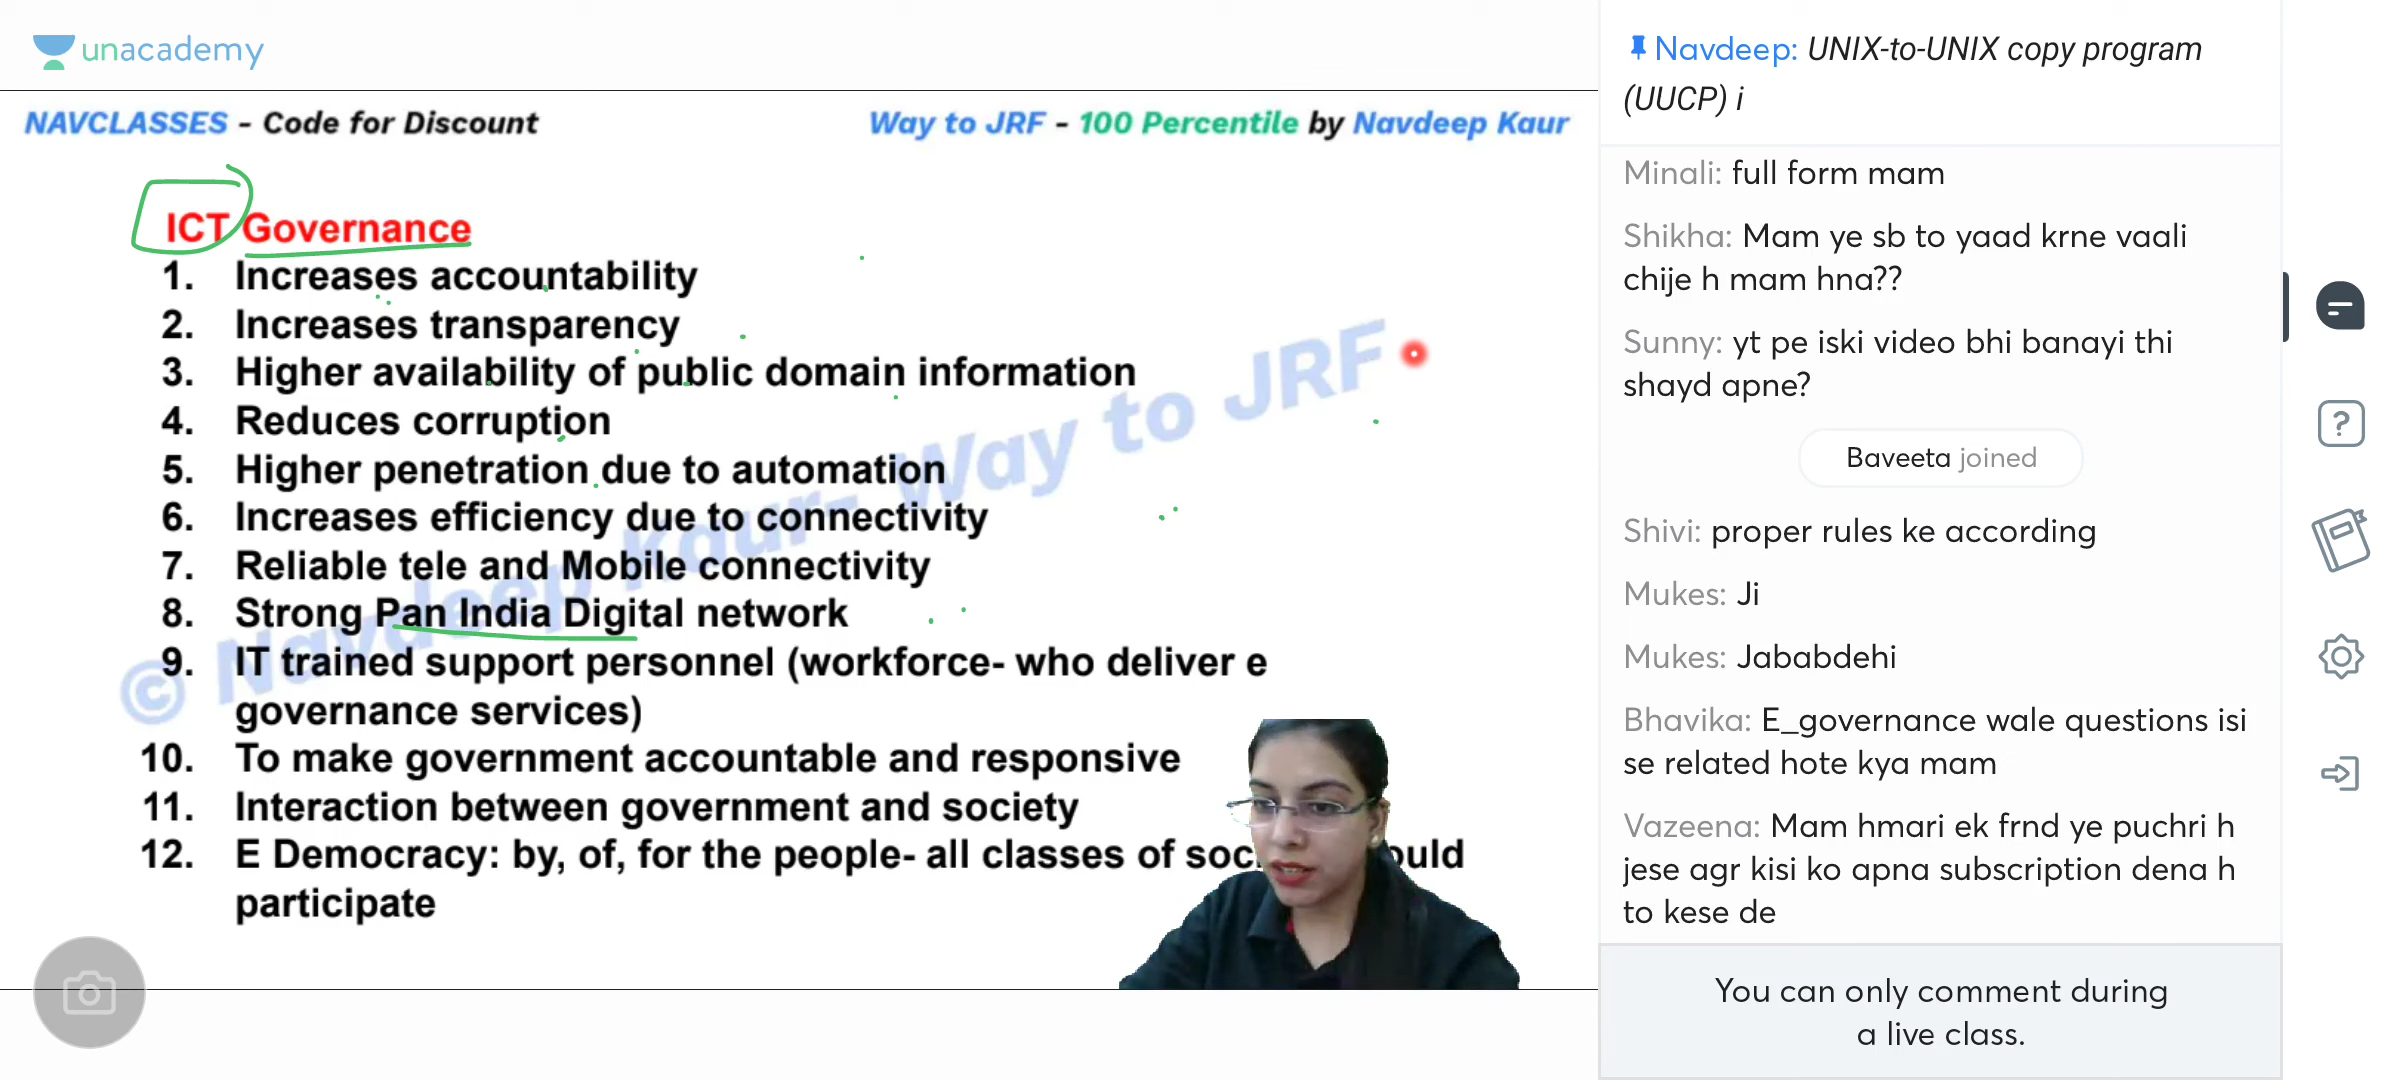 unacademy
NAVCLASSES - Code for Discount
Way to JRF - 100 Percentile by Navdeep Kaur
ICT Governance
1. Increases accountability
2. Increases transparency
3. Higher availability of public domain information
4. Reduces corruption
5. Higher penetration due to automation
6. Increases efficiency due to connectivity
7. Reliable tele and Mobile connectivity
8. Strong Pan India Digital network
9. IT trained support personnel (workforce- who deliver e
governance services)
10. To make government accountable and responsive
11. Interaction between government and society
12. E Democracy: by, of, for the people- all classes of
participate
© Navdeep Kaur- Way to JRF
Navdeep: UNIX-to-UNIX copy program
(UUCP) i
Minali: full form mam
Shikha: Mam ye sb to yaad krne vaali
chije h mam hna??
Sunny: yt pe iski video bhi banayi thi
shayd apne?
Baveeta joined
Shivi: proper rules ke according
Mukes: Ji
Mukes: Jababdehi
Bhavika: E_governance wale questions isi
se related hote kya mam
Vazeena: Mam hmari ek frnd ye puchri h
jese agr kisi ko apna subscription dena h
to kese de
You can only comment during
a live class.